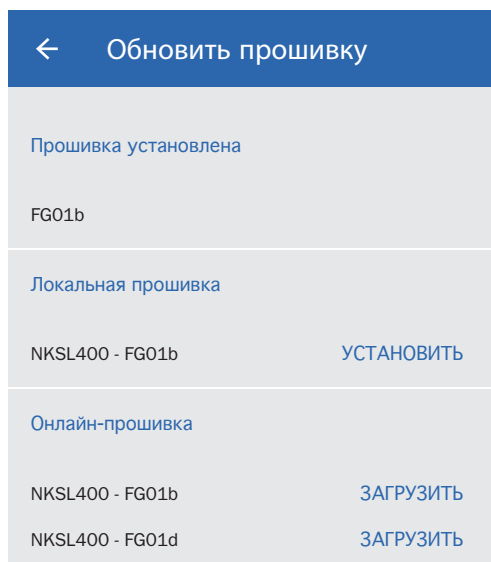 Обновить прошивку
Прошивка установлена
FG01b
Локальная прошивка
NKSL400 - FG01b УСТАНОВИТЬ
Онлайн-прошивка
NKSL400 - FG01b ЗАГРУЗИТЬ
NKSL400 - FG01d ЗАГРУЗИТЬ